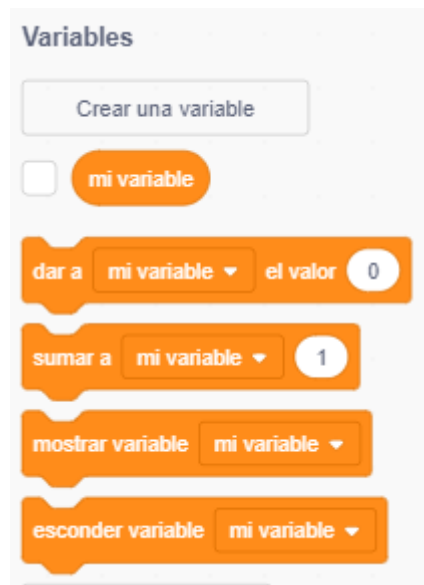 Variables
Crear una variable
mi variable
dar a mi variable el valor 0
sumar a mi variable 1
mostrar variable mi variable
esconder variable mi variable